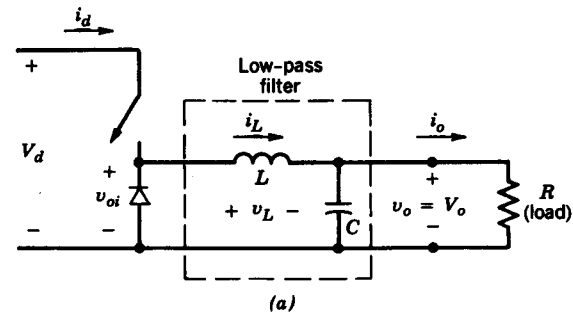 i_d
+
Low-pass
filter
i_L
i_o
V_d
+
L
+
R
v_oi
+ v_L −
C
v_o = V_o
(load)
−
−
−
(a)